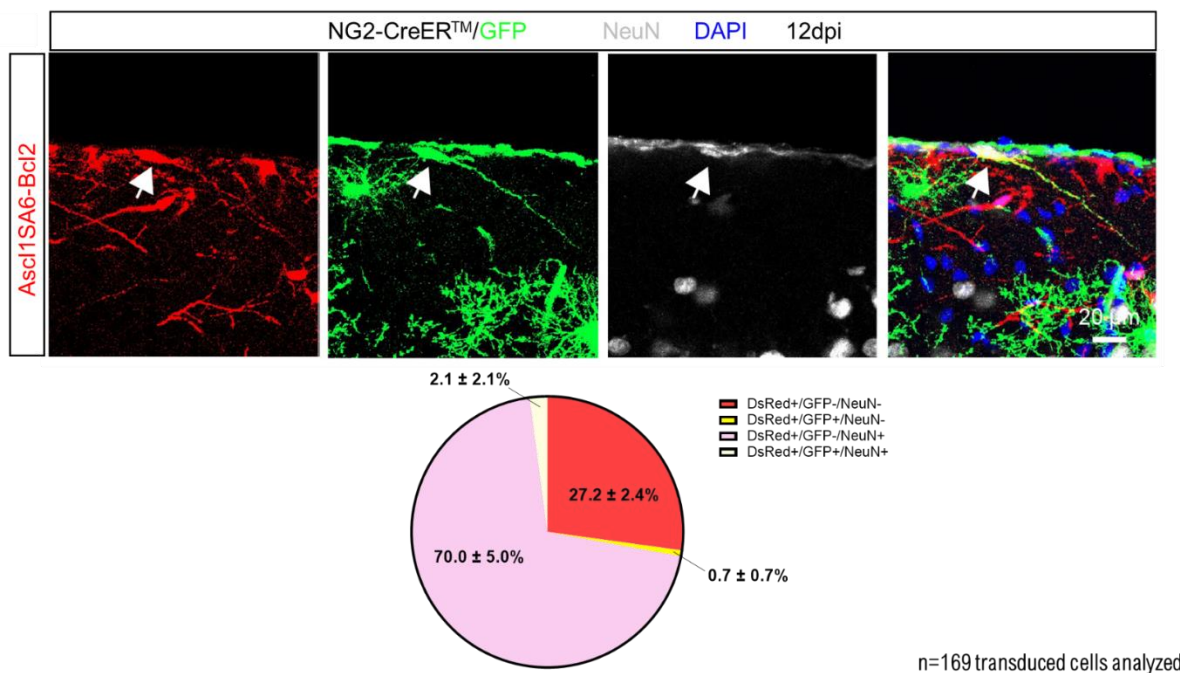 NG2-CreER™/GFP NeuN DAPI 12dpi
Ascl1SA6-Bcl2
20 µm
2.1 ± 2.1%
DsRed+/GFP-/NeuN-
DsRed+/GFP+/NeuN-
DsRed+/GFP-/NeuN+
DsRed+/GFP+/NeuN+
27.2 ± 2.4%
70.0 ± 5.0%
0.7 ± 0.7%
n=169 transduced cells analyzed